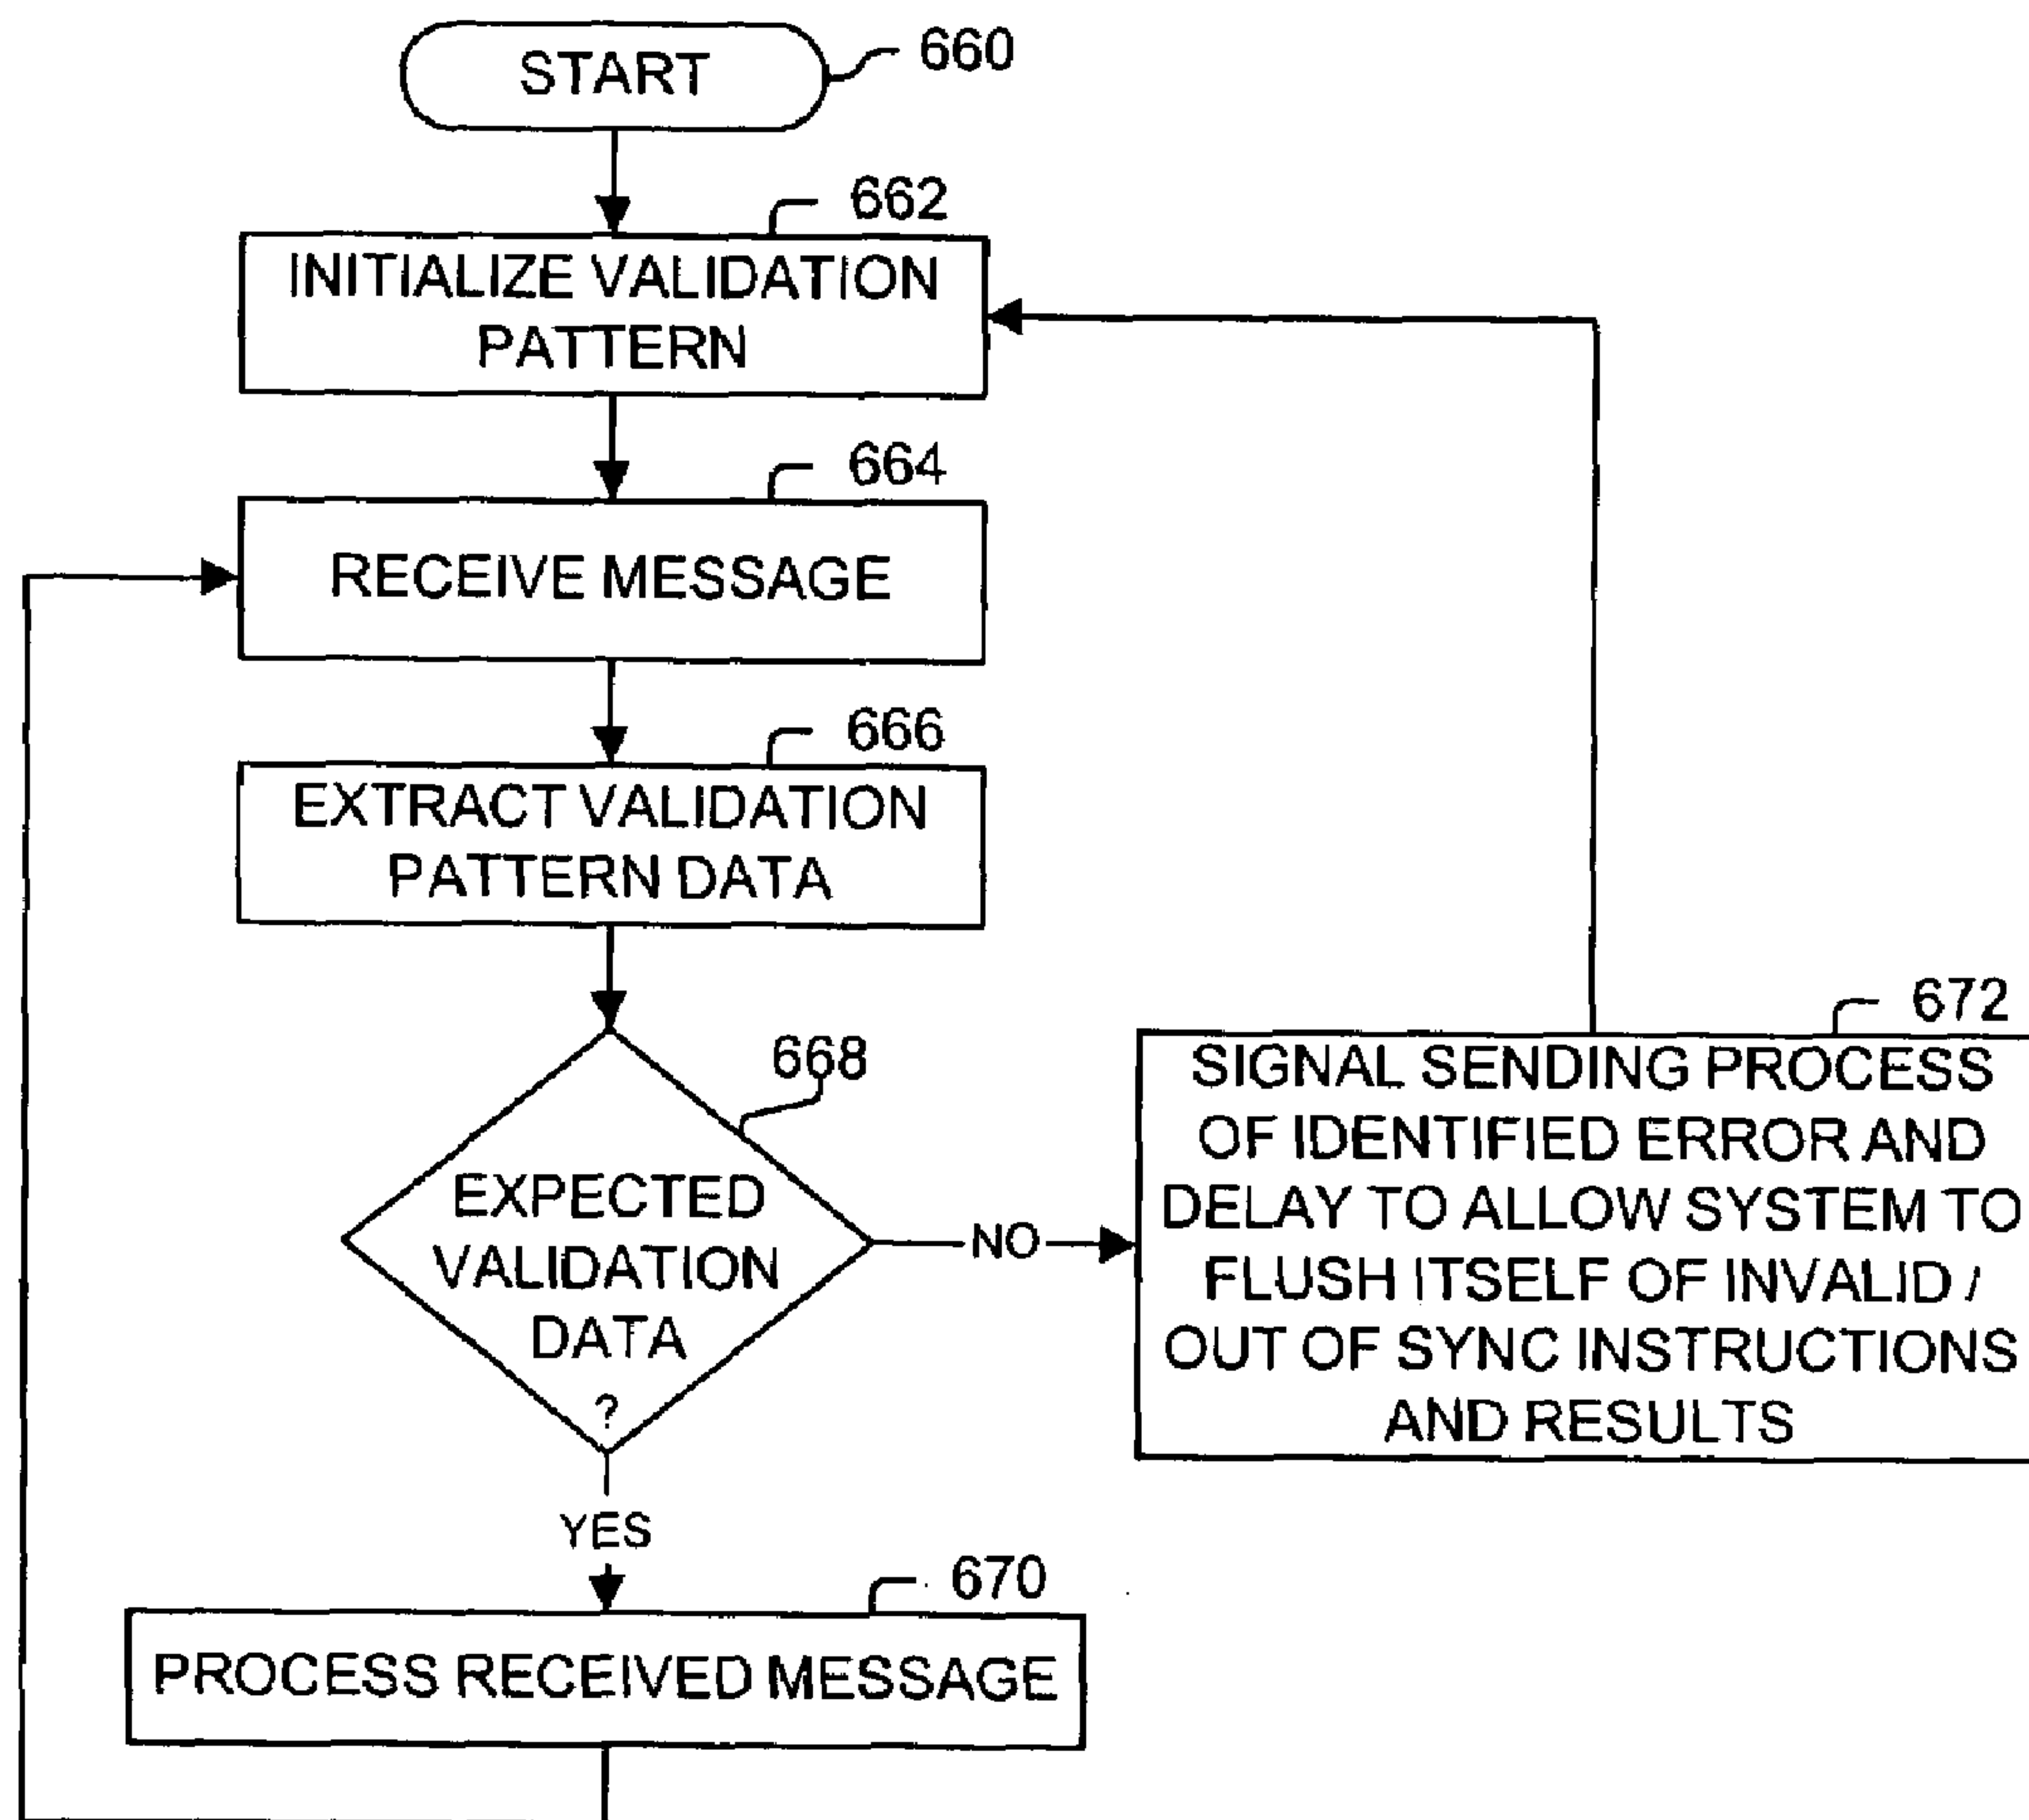 START
660
662
INITIALIZE VALIDATION
PATTERN
664
RECEIVE MESSAGE
666
EXTRACT VALIDATION
PATTERN DATA
668
EXPECTED
VALIDATION
DATA
?
NO
672
SIGNAL SENDING PROCESS
OF IDENTIFIED ERROR AND
DELAY TO ALLOW SYSTEM TO
FLUSH ITSELF OF INVALID /
OUT OF SYNC INSTRUCTIONS
AND RESULTS
YES
670
PROCESS RECEIVED MESSAGE